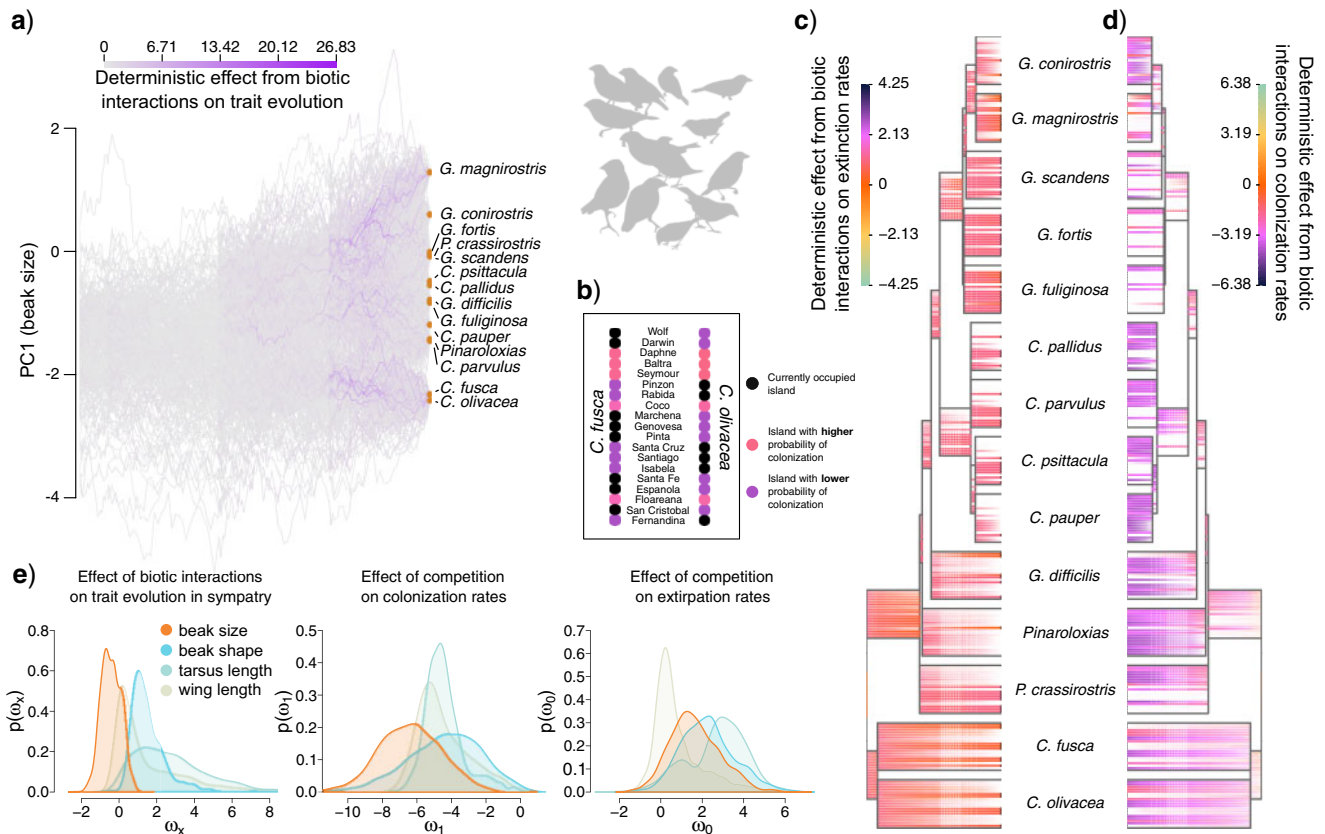 a)
0 6.71 13.42 20.12 26.83
Deterministic effect from biotic
interactions on trait evolution
PC1 (beak size)
2
0
−2
−4
G. magnirostris
G. conirostris
G. fortis
P. crassirostris
G. scandens
C. psittacula
C. pallidus
G. difficilis
G. fuliginosa
C. pauper
Pinaroloxias
C. parvulus
C. fusca
C. olivacea
b)
C. fusca
Wolf
Darwin
Daphne
Baltra
Seymour
Pinzon
Rabida
Coco
Marchena
Genovesa
Pinta
Santa Cruz
Santiago
Isabela
Santa Fe
Espanola
Floareana
San Cristobal
Fernandina
C. olivacea
Currently occupied
island
Island with higher
probability of
colonization
Island with lower
probability of
colonization
c)
Deterministic effect from biotic
interactions on extinction rates
4.25
2.13
0
−2.13
−4.25
G. conirostris
G. magnirostris
G. scandens
G. fortis
G. fuliginosa
C. pallidus
C. parvulus
C. psittacula
C. pauper
G. difficilis
Pinaroloxias
P. crassirostris
C. fusca
C. olivacea
d)
6.38
3.19
0
−3.19
−6.38
Deterministic effect from biotic
interactions on colonization rates
e)
Effect of biotic interactions
on trait evolution in sympatry
beak size
beak shape
tarsus length
wing length
p(ωx)
0.8
0.6
0.4
0.2
0.0
−2 0 2 4 6 8
ωx
Effect of competition
on colonization rates
p(ω1)
0.5
0.4
0.3
0.2
0.1
0.0
−10 −8 −6 −4 −2 0
ω1
Effect of competition
on extirpation rates
p(ω0)
0.7
0.6
0.5
0.4
0.3
0.2
0.1
0.0
−2 0 2 4 6
ω0